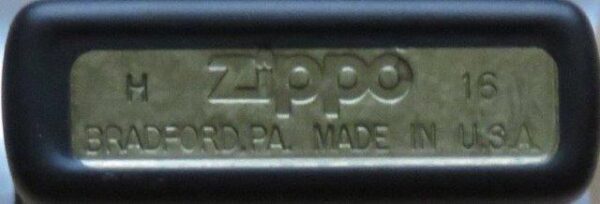 H zippo 16
BRADFORD,PA. MADE IN U.S.A.